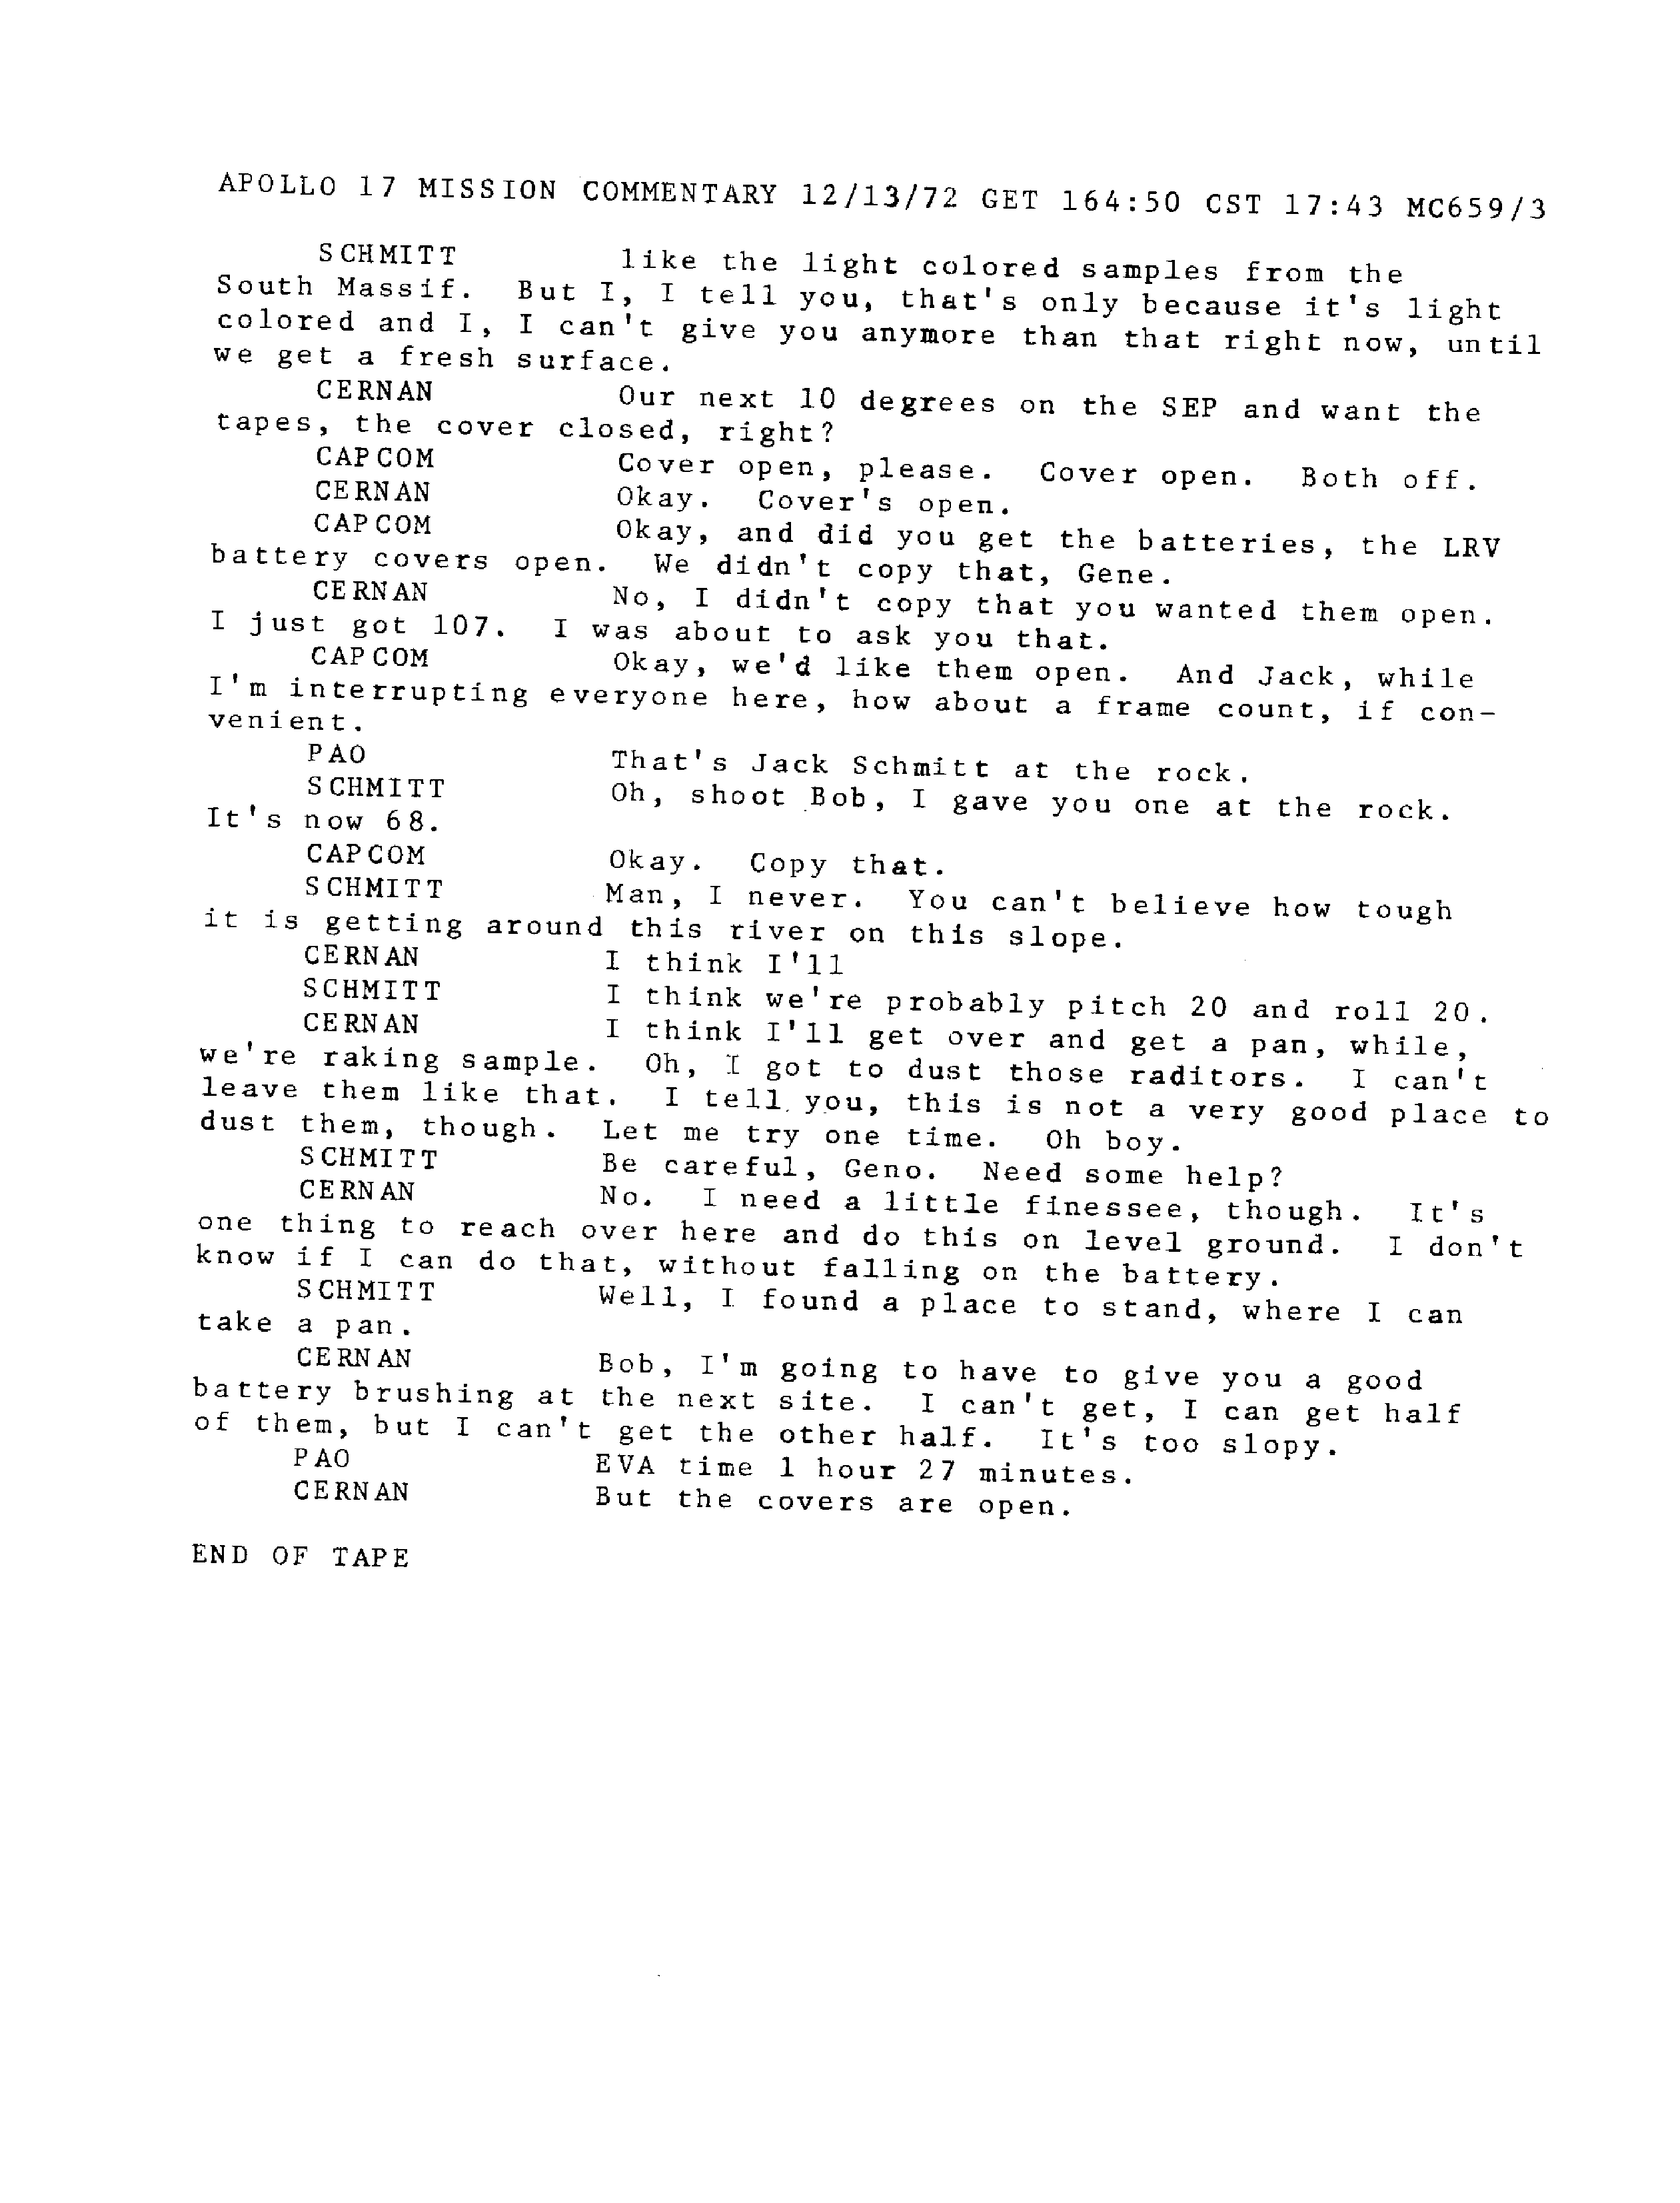 APOLLO 17 MISSION COMMENTARY 12/13/72 GET 164:50 CST 17:43 MC659/3
SCHMITT like the light colored samples from the
South Massif. But I, I tell you, that's only because it's light
colored and I, I can't give you anymore than that right now, until
we get a fresh surface.
CERNAN Our next 10 degrees on the SEP and want the
tapes, the cover closed, right?
CAPCOM Cover open, please. Cover open. Both off.
CERNAN Okay. Cover's open.
CAPCOM Okay, and did you get the batteries, the LRV
battery covers open. We didn't copy that, Gene.
CERNAN No, I didn't copy that you wanted them open.
I just got 107. I was about to ask you that.
CAPCOM Okay, we'd like them open. And Jack, while
I'm interrupting everyone here, how about a frame count, if con-
venient.
PAO That's Jack Schmitt at the rock.
SCHMITT Oh, shoot Bob, I gave you one at the rock.
It's now 68.
CAPCOM Okay. Copy that.
SCHMITT Man, I never. You can't believe how tough
it is getting around this river on this slope.
CERNAN I think I'll
SCHMITT I think we're probably pitch 20 and roll 20.
CERNAN I think I'll get over and get a pan, while,
we're raking sample. Oh, I got to dust those raditors. I can't
leave them like that. I tell you, this is not a very good place to
dust them, though. Let me try one time. Oh boy.
SCHMITT Be careful, Geno. Need some help?
CERNAN No. I need a little finessee, though. It's
one thing to reach over here and do this on level ground. I don't
know if I can do that, without falling on the battery.
SCHMITT Well, I found a place to stand, where I can
take a pan.
CERNAN Bob, I'm going to have to give you a good
battery brushing at the next site. I can't get, I can get half
of them, but I can't get the other half. It's too slopy.
PAO EVA time 1 hour 27 minutes.
CERNAN But the covers are open.
END OF TAPE